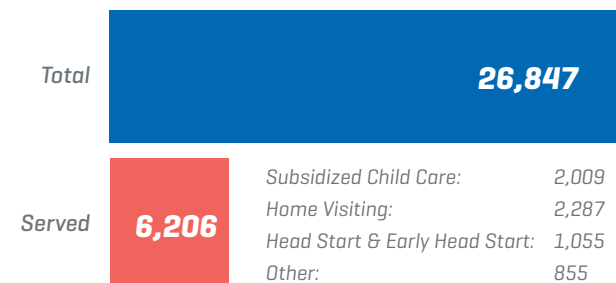 Total
26,847
Served
6,206
Subsidized Child Care: 2,009
Home Visiting: 2,287
Head Start & Early Head Start: 1,055
Other: 855